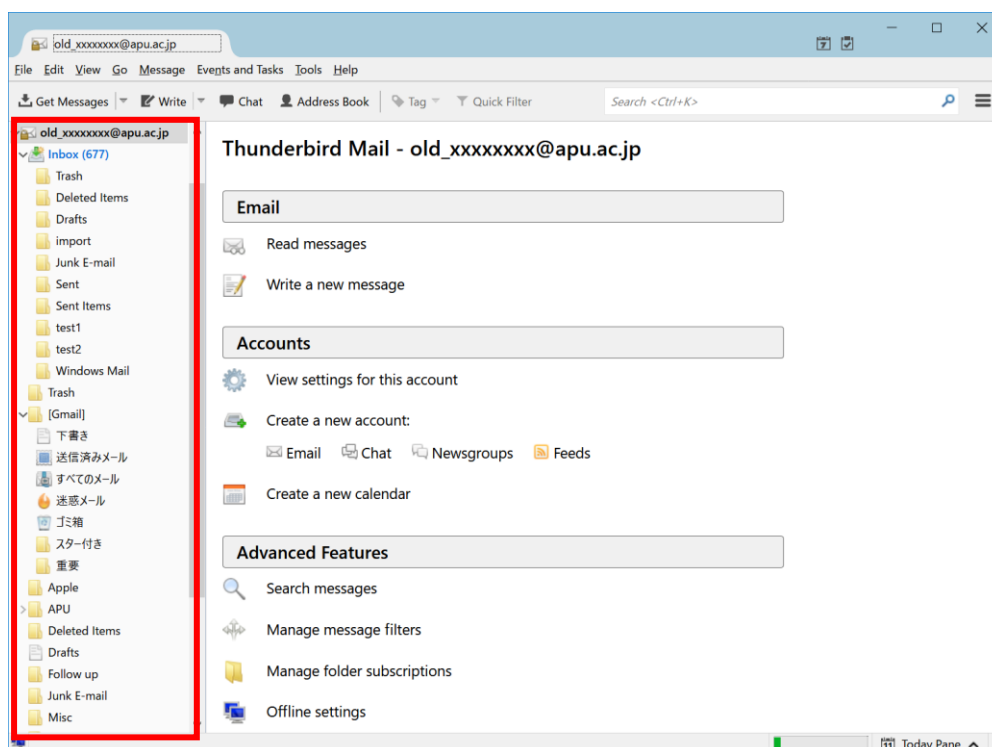 old_xxxxxxxx@apu.ac.jp
7
File Edit View Go Message Events and Tasks Tools Help
Get Messages Write Chat Address Book Tag Quick Filter Search <Ctrl+K>
old_xxxxxxxx@apu.ac.jp
Inbox (677)
Trash
Deleted Items
Drafts
import
Junk E-mail
Sent
Sent Items
test1
test2
Windows Mail
Trash
[Gmail]
下書き
送信済みメール
すべてのメール
迷惑メール
ゴミ箱
スター付き
重要
Apple
APU
Deleted Items
Drafts
Follow up
Junk E-mail
Misc
Thunderbird Mail - old_xxxxxxxx@apu.ac.jp
Email
Read messages
Write a new message
Accounts
View settings for this account
Create a new account:
Email Chat Newsgroups Feeds
Create a new calendar
Advanced Features
Search messages
Manage message filters
Manage folder subscriptions
Offline settings
11 Today Pane